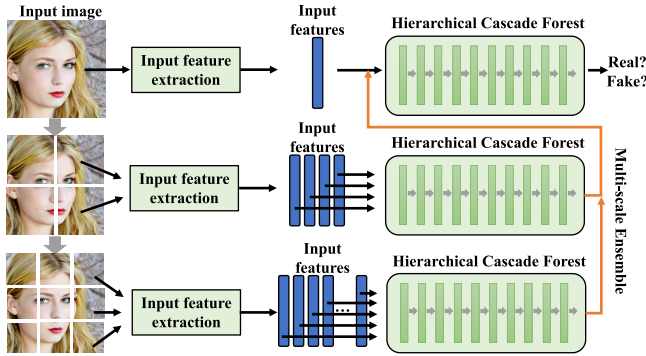 Input image
Input feature
extraction
Input
features
Hierarchical Cascade Forest
Real?
Fake?
Input feature
extraction
Input
features
Hierarchical Cascade Forest
Input feature
extraction
Input
features
...
Hierarchical Cascade Forest
Multi-scale Ensemble